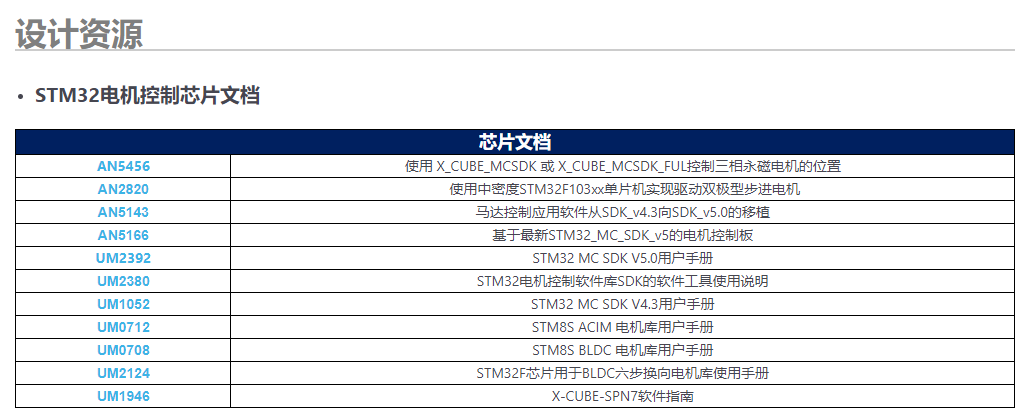 设计资源
• STM32电机控制芯片文档
芯片文档
AN5456 使用 X_CUBE_MCSDK 或 X_CUBE_MCSDK_FUL控制三相永磁电机的位置
AN2820 使用中密度STM32F103xx单片机实现驱动双极型步进电机
AN5143 马达控制应用软件从SDK_v4.3向SDK_v5.0的移植
AN5166 基于最新STM32_MC_SDK_v5的电机控制板
UM2392 STM32 MC SDK V5.0用户手册
UM2380 STM32电机控制软件库SDK的软件工具使用说明
UM1052 STM32 MC SDK V4.3用户手册
UM0712 STM8S ACIM 电机库用户手册
UM0708 STM8S BLDC 电机库用户手册
UM2124 STM32F芯片用于BLDC六步换向电机库使用手册
UM1946 X-CUBE-SPN7软件指南